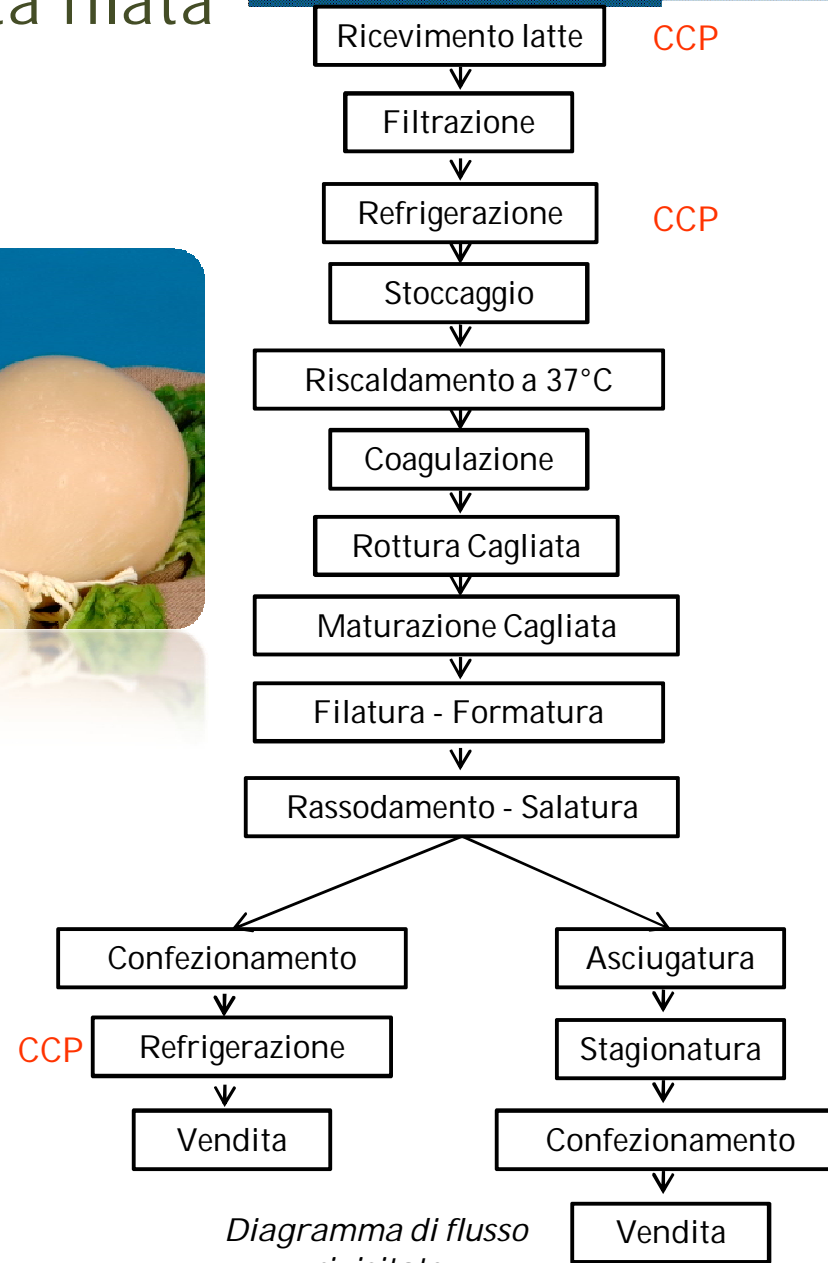 filata
Ricevimento latte CCP
Filtrazione
Refrigerazione CCP
Stoccaggio
Riscaldamento a 37°C
Coagulazione
Rottura Cagliata
Maturazione Cagliata
Filatura - Formatura
Rassodamento - Salatura
Confezionamento Asciugatura
CCP Refrigerazione Stagionatura
Vendita Confezionamento
Diagramma di flusso Vendita